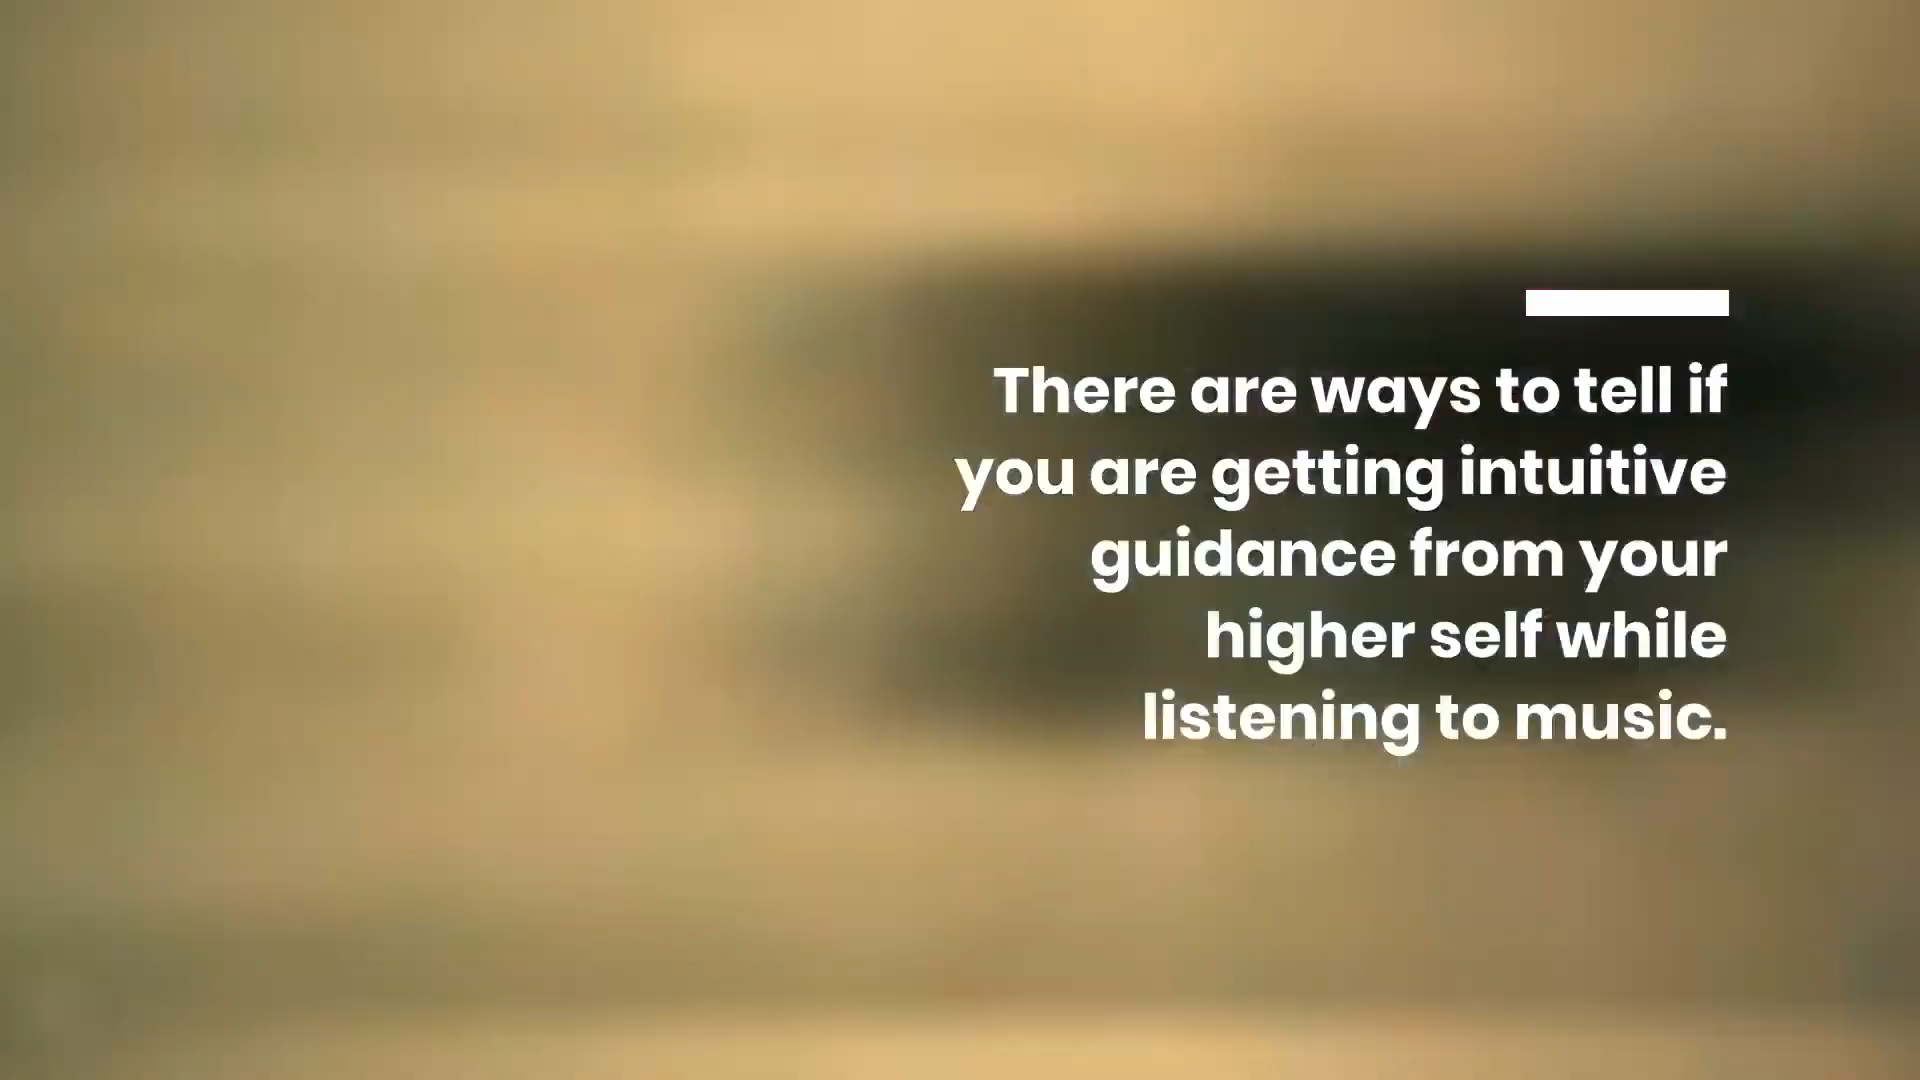 There are ways to tell if
you are getting intuitive
guidance from your
higher self while
listening to music.